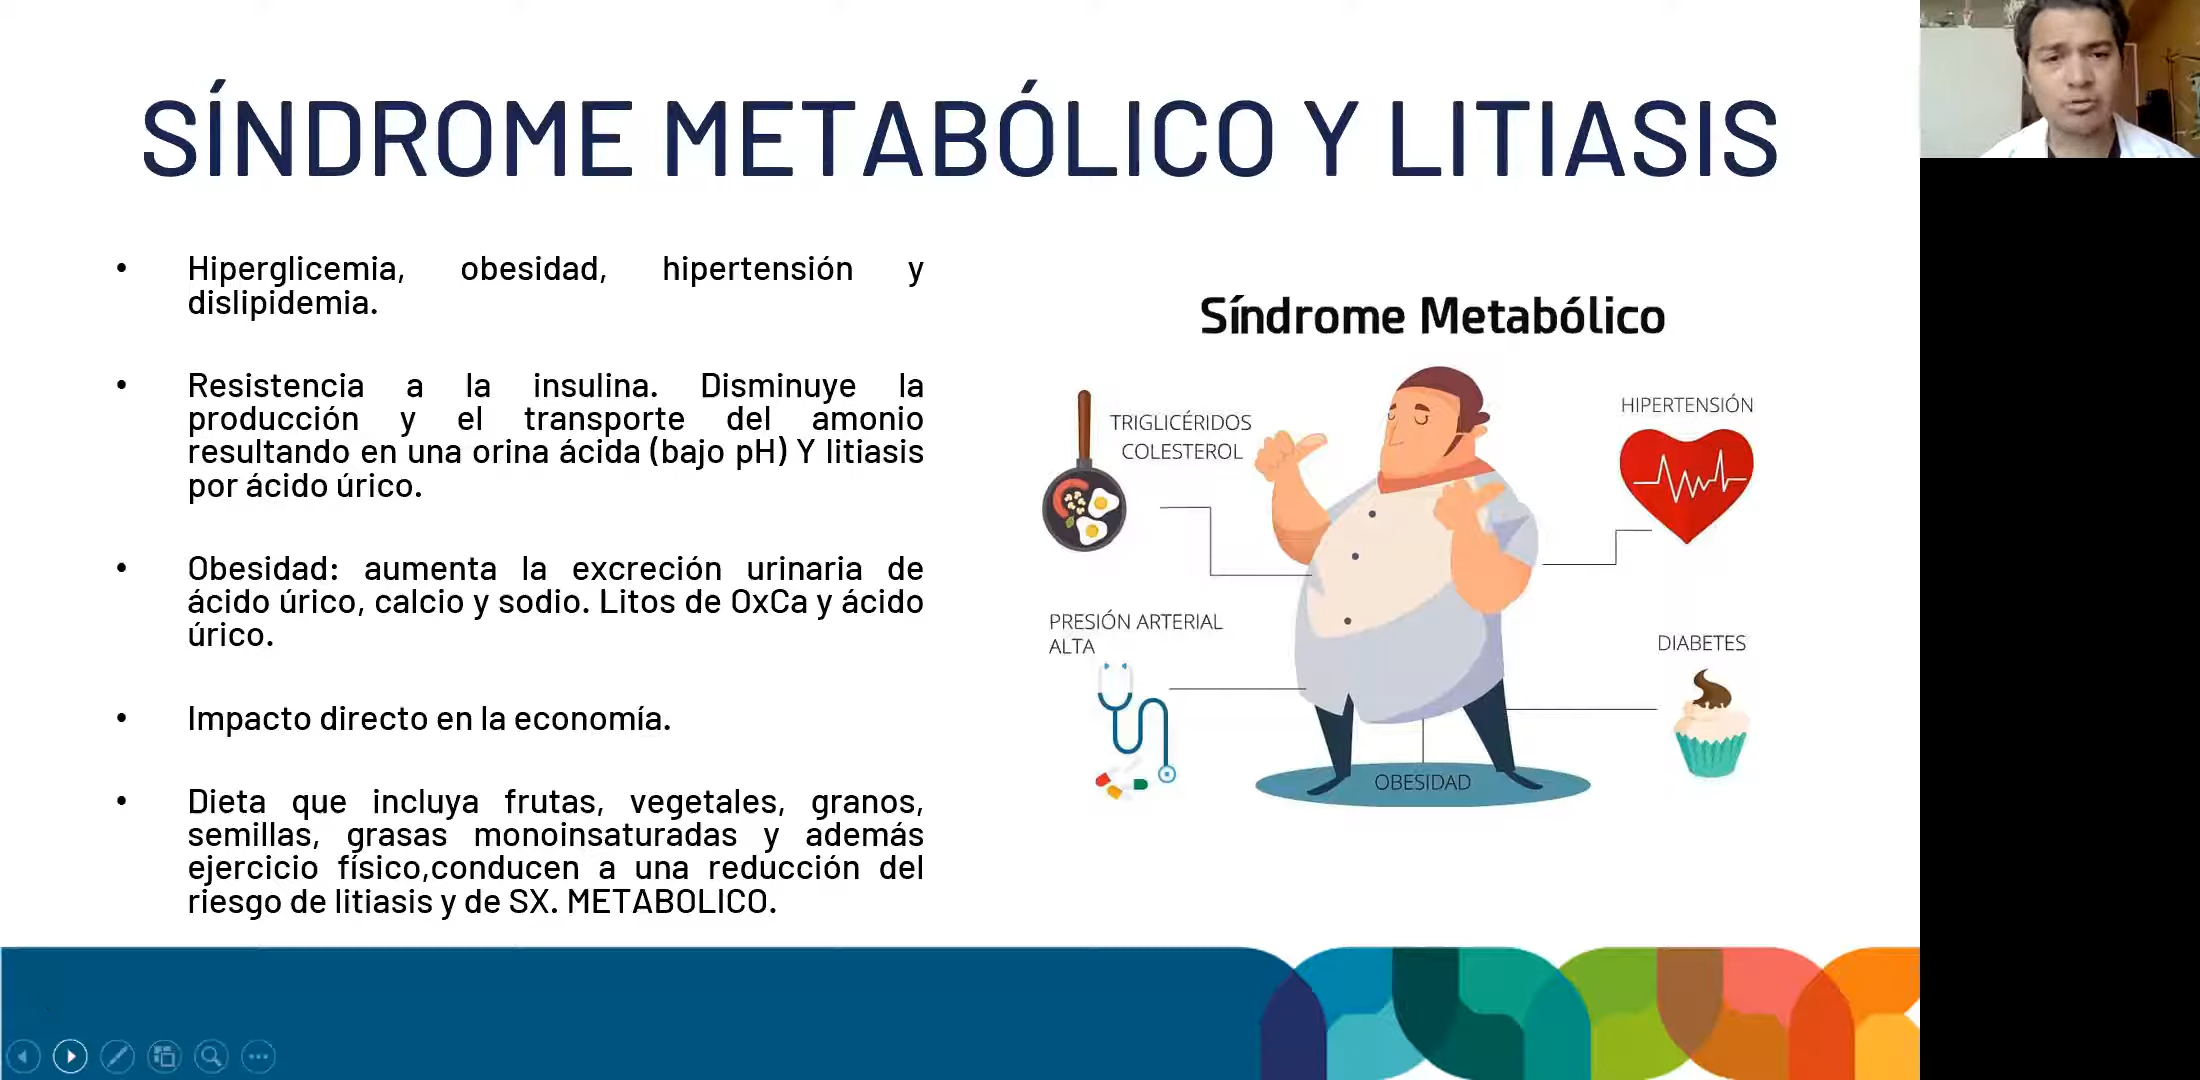 SÍNDROME METABÓLICO Y LITIASIS
• Hiperglicemia, obesidad, hipertensión y
dislipidemia.
• Resistencia a la insulina. Disminuye la
producción y el transporte del amonio
resultando en una orina ácida (bajo pH) Y litiasis
por ácido úrico.
• Obesidad: aumenta la excreción urinaria de
ácido úrico, calcio y sodio. Litos de OxCa y ácido
úrico.
• Impacto directo en la economía.
• Dieta que incluya frutas, vegetales, granos,
semillas, grasas monoinsaturadas y además
ejercicio físico,conducen a una reducción del
riesgo de litiasis y de SX. METABOLICO.
Síndrome Metabólico
TRIGLICÉRIDOS
COLESTEROL
HIPERTENSIÓN
PRESIÓN ARTERIAL
ALTA
DIABETES
OBESIDAD